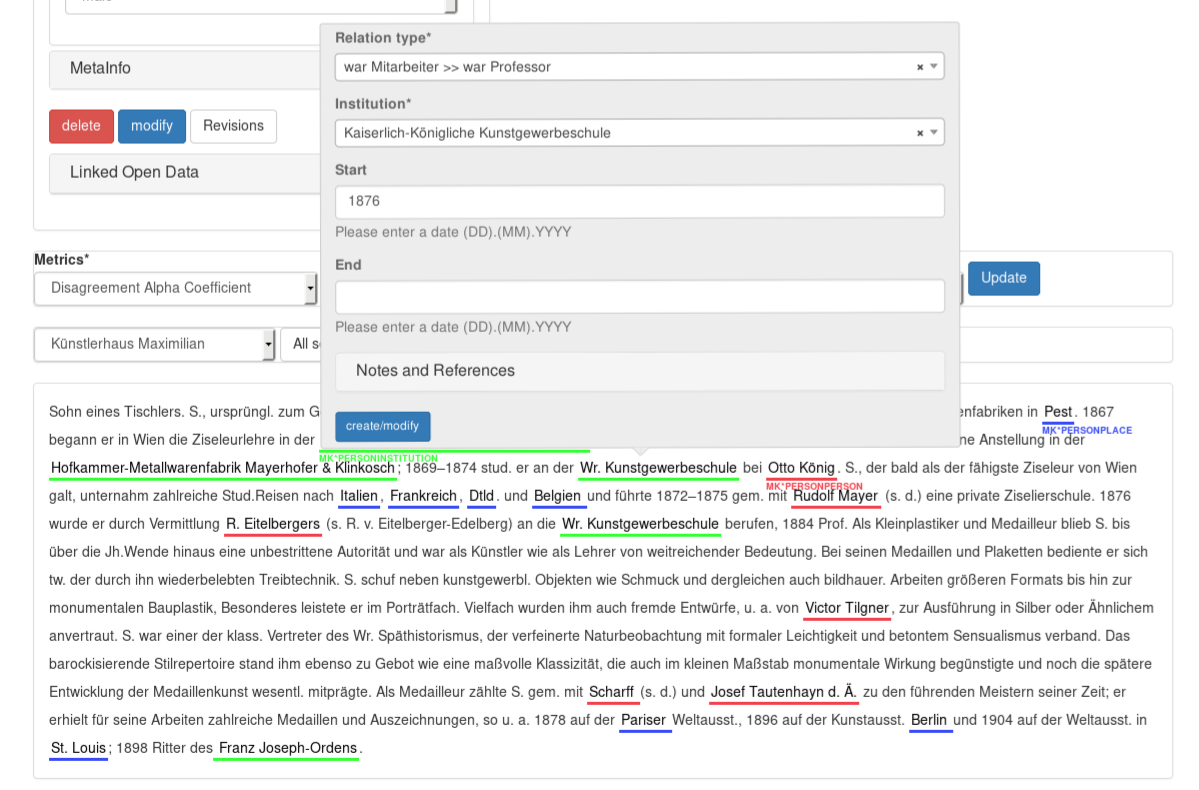 Relation type*
war Mitarbeiter >> war Professor × 
MetaInfo
Institution*
delete modify Revisions
Kaiserlich-Königliche Kunstgewerbeschule ×
Linked Open Data
Start
1876
Please enter a date (DD).(MM).YYYY
Metrics*
End
Disagreement Alpha Coefficient
Update
Please enter a date (DD).(MM).YYYY
Künstlerhaus Maximilian All s
Notes and References
create/modify
Sohn eines Tischlers. S., ursprüngl. zum G enfabriken in Pest. 1867
MK*PERSONPLACE
begann er in Wien die Ziseleurlehre in der ne Anstellung in der
MK*PERSONINSTITUTION
Hofkammer-Metallwarenfabrik Mayerhofer & Klinkosch; 1869–1874 stud. er an der Wr. Kunstgewerbeschule bei Otto König. S., der bald als der fähigste Ziseleur von Wien
MK*PERSONPERSON
galt, unternahm zahlreiche Stud.Reisen nach Italien, Frankreich, Dtld. und Belgien und führte 1872–1875 gem. mit Rudolf Mayer (s. d.) eine private Ziselierschule. 1876
wurde er durch Vermittlung R. Eitelbergers (s. R. v. Eitelberger-Edelberg) an die Wr. Kunstgewerbeschule berufen, 1884 Prof. Als Kleinplastiker und Medailleur blieb S. bis
über die Jh.Wende hinaus eine unbestrittene Autorität und war als Künstler wie als Lehrer von weitreichender Bedeutung. Bei seinen Medaillen und Plaketten bediente er sich
tw. der durch ihn wiederbelebten Treibtechnik. S. schuf neben kunstgewerbl. Objekten wie Schmuck und dergleichen auch bildhauer. Arbeiten größeren Formats bis hin zur
monumentalen Bauplastik, Besonderes leistete er im Porträtfach. Vielfach wurden ihm auch fremde Entwürfe, u. a. von Victor Tilgner, zur Ausführung in Silber oder Ähnlichem
anvertraut. S. war einer der klass. Vertreter des Wr. Späthistorismus, der verfeinerte Naturbeobachtung mit formaler Leichtigkeit und betontem Sensualismus verband. Das
barockisierende Stilrepertoire stand ihm ebenso zu Gebot wie eine maßvolle Klassizität, die auch im kleinen Maßstab monumentale Wirkung begünstigte und noch die spätere
Entwicklung der Medaillenkunst wesentl. mitprägte. Als Medailleur zählte S. gem. mit Scharff (s. d.) und Josef Tautenhayn d. Ä. zu den führenden Meistern seiner Zeit; er
erhielt für seine Arbeiten zahlreiche Medaillen und Auszeichnungen, so u. a. 1878 auf der Pariser Weltausst., 1896 auf der Kunstausst. Berlin und 1904 auf der Weltausst. in
St. Louis; 1898 Ritter des Franz Joseph-Ordens.